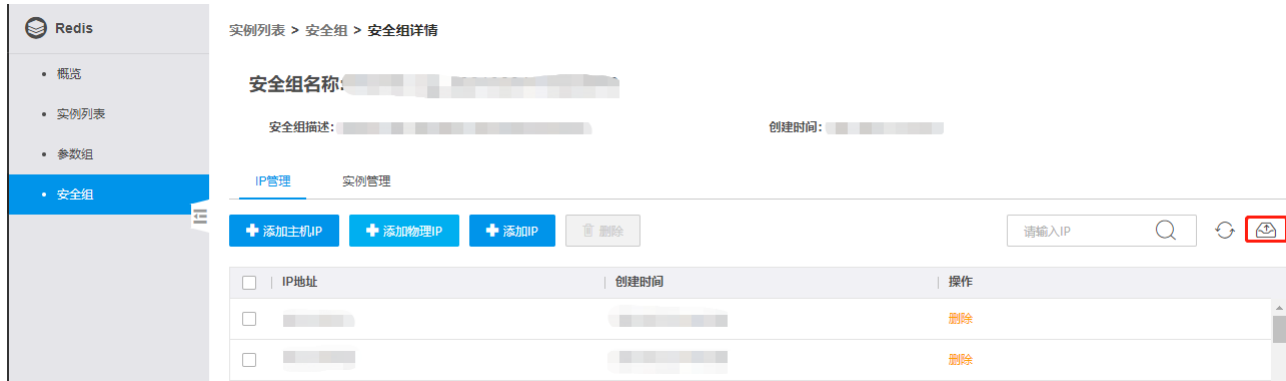 Redis
概览
实例列表
参数组
安全组
实例列表 > 安全组 > 安全组详情
安全组名称:
安全组描述: 创建时间:
IP管理 实例管理
添加主机IP 添加物理IP 添加IP 删除 请输入IP
IP地址 创建时间 操作
删除
删除